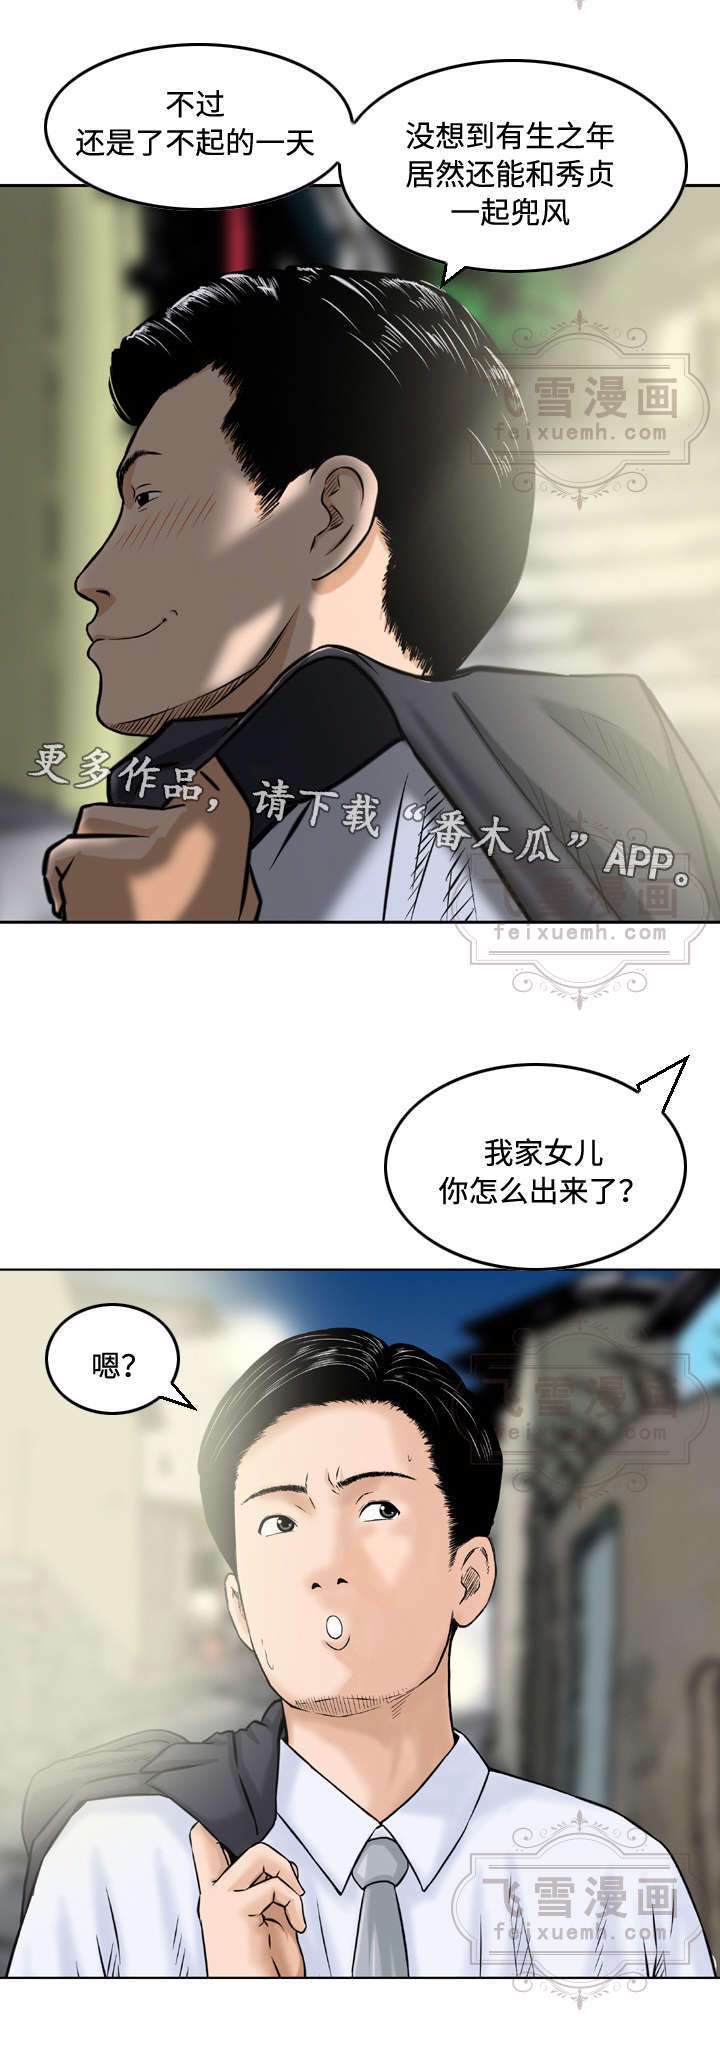 不过
还是了不起的一天
没想到有生之年
居然还能和秀贞
一起兜风
飞雪漫画
feixuemh.com
更多作品，请下载“番木瓜”APP。
飞雪漫画
feixuemh.com
我家女儿
你怎么出来了？
嗯？
飞雪漫画
feixuemh.com
飞雪漫画
feixuemh.com